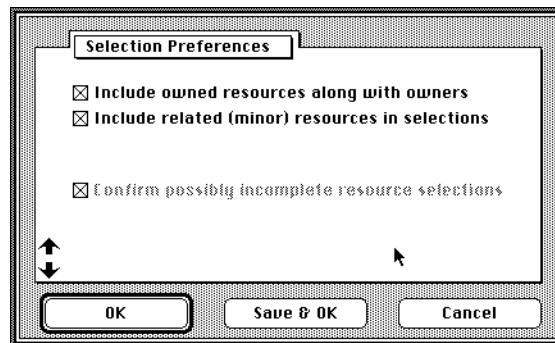 Selection Preferences
Include owned resources along with owners
Include related (minor) resources in selections
Confirm possibly incomplete resource selections
OK
Save & OK
Cancel